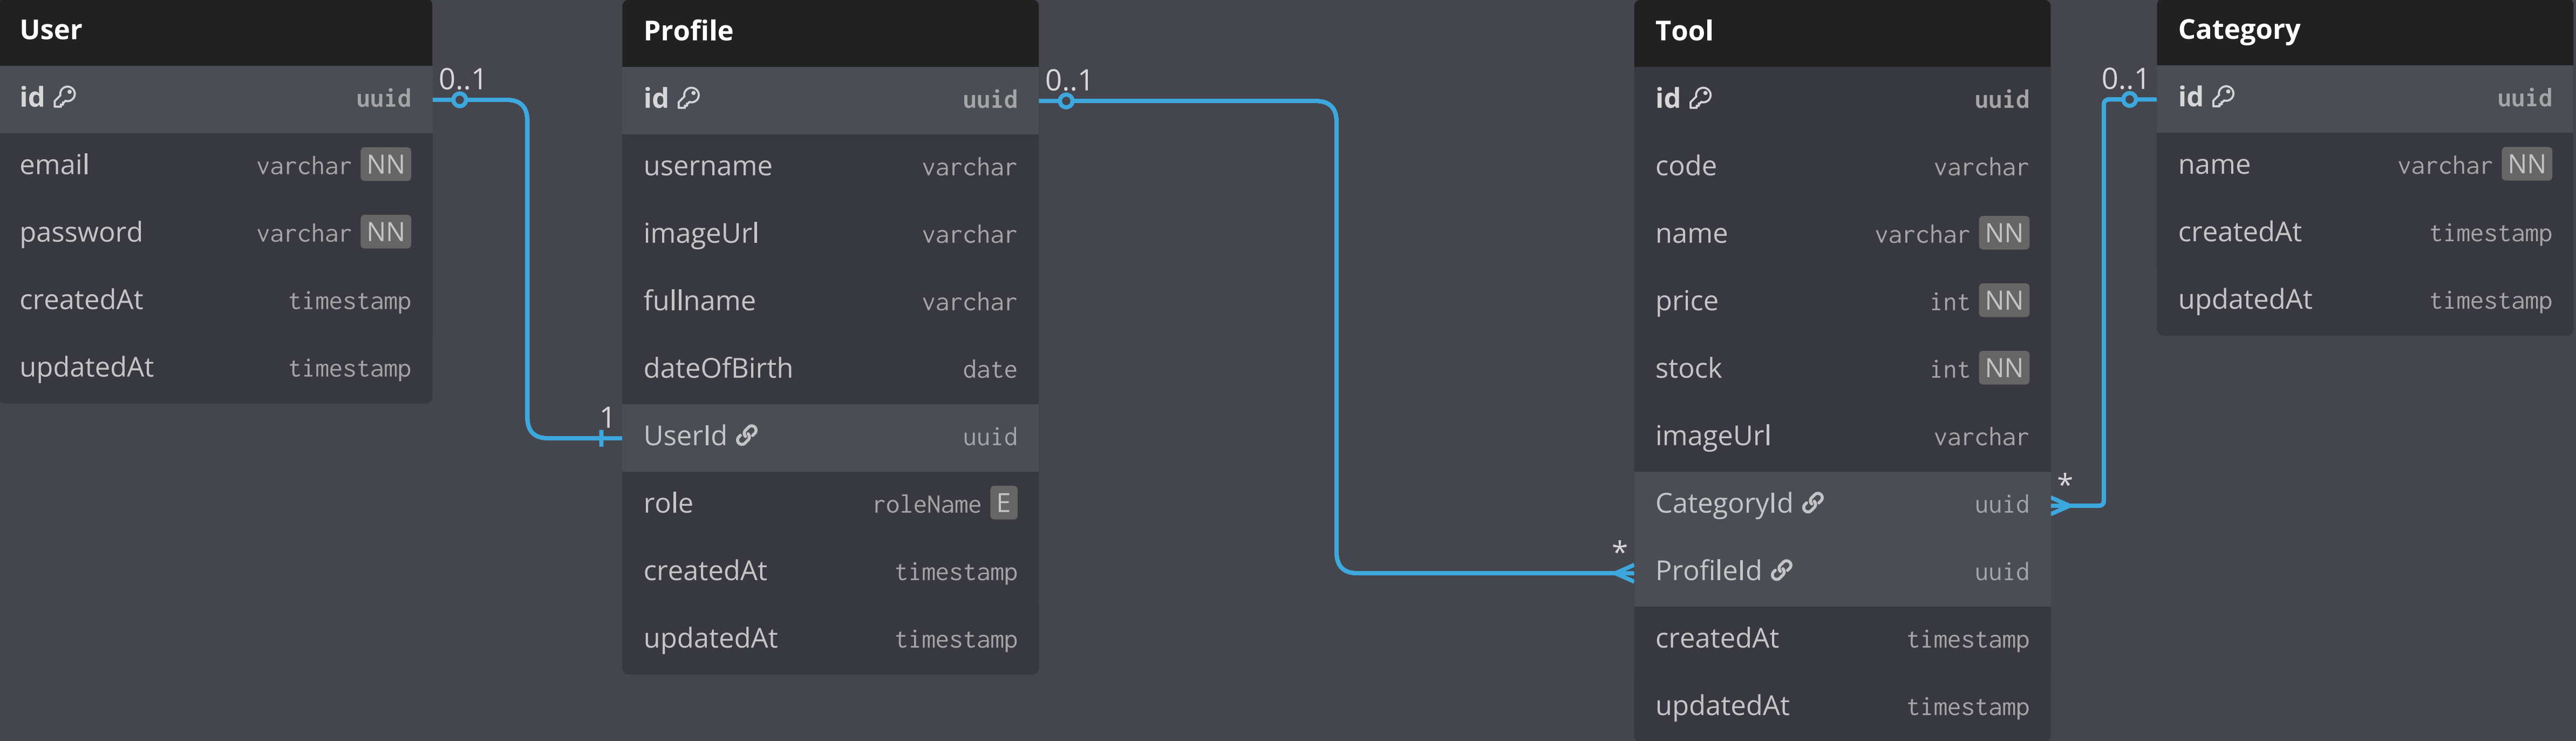 User
id uuid
email varchar NN
password varchar NN
createdAt timestamp
updatedAt timestamp
0..1
1
Profile
id uuid
username varchar
imageUrl varchar
fullname varchar
dateOfBirth date
UserId uuid
role roleName E
createdAt timestamp
updatedAt timestamp
0..1
*
Tool
id uuid
code varchar
name varchar NN
price int NN
stock int NN
imageUrl varchar
CategoryId uuid
ProfileId uuid
createdAt timestamp
updatedAt timestamp
*
0..1
Category
id uuid
name varchar NN
createdAt timestamp
updatedAt timestamp